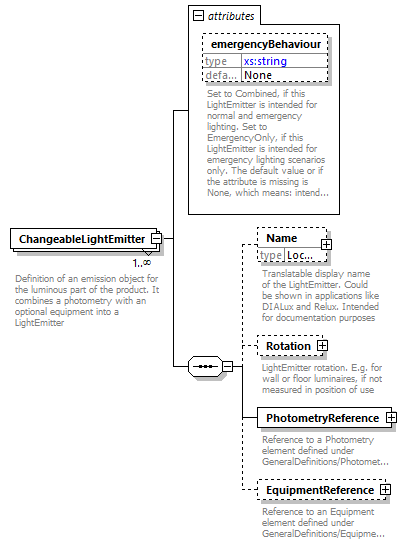 attributes
emergencyBehaviour
type xs:string
defa... None
Set to Combined, if this
LightEmitter is intended for
normal and emergency
lighting. Set to
EmergencyOnly, if this
LightEmitter is intended for
emergency lighting scenarios
only. The default value or if
the attribute is missing is
None, which means: intend...
ChangeableLightEmitter
1..∞
Definition of an emission object for
the luminous part of the product. It
combines a photometry with an
optional equipment into a
LightEmitter
Name
type Loc...
Translatable display name
of the LightEmitter. Could
be shown in applications like
DIALux and Relux. Intended
for documentation purposes
Rotation
LightEmitter rotation. E.g. for
wall or floor luminaires, if not
measured in position of use
PhotometryReference
Reference to a Photometry
element defined under
GeneralDefinitions/Photomet...
EquipmentReference
Reference to an Equipment
element defined under
GeneralDefinitions/Equipme...